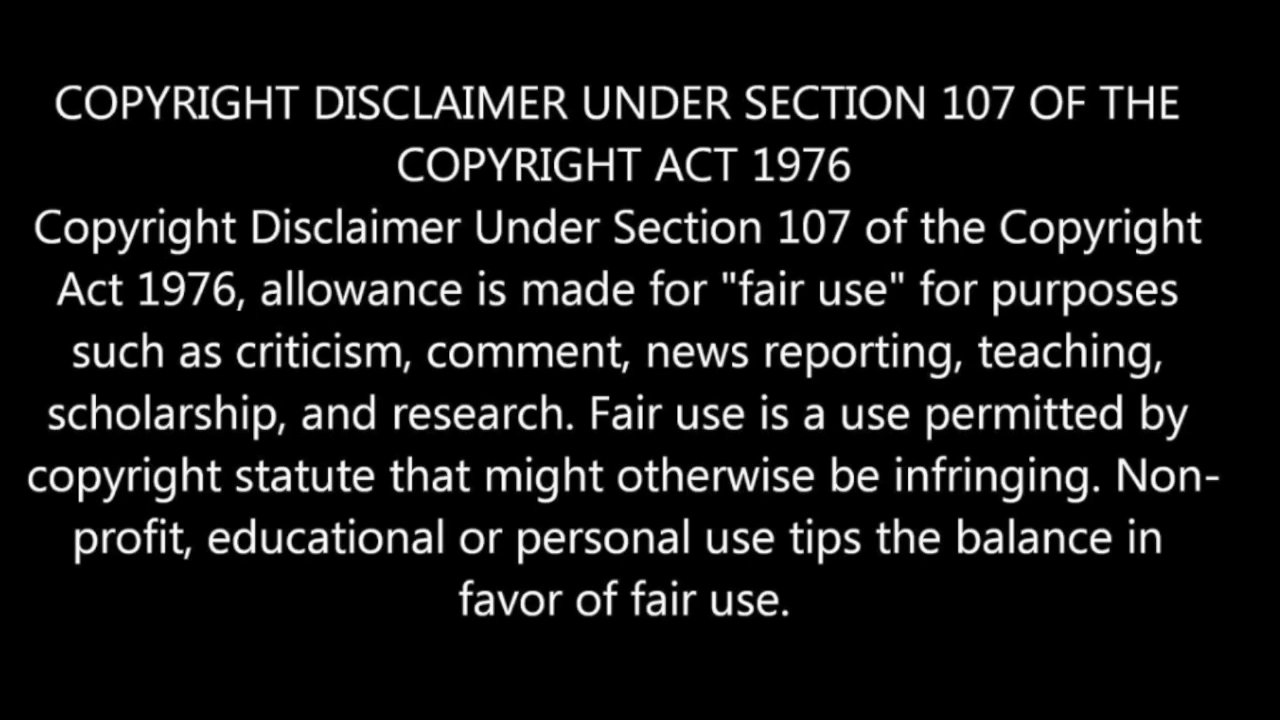 COPYRIGHT DISCLAIMER UNDER SECTION 107 OF THE
COPYRIGHT ACT 1976
Copyright Disclaimer Under Section 107 of the Copyright
Act 1976, allowance is made for "fair use" for purposes
such as criticism, comment, news reporting, teaching,
scholarship, and research. Fair use is a use permitted by
copyright statute that might otherwise be infringing. Non-
profit, educational or personal use tips the balance in
favor of fair use.